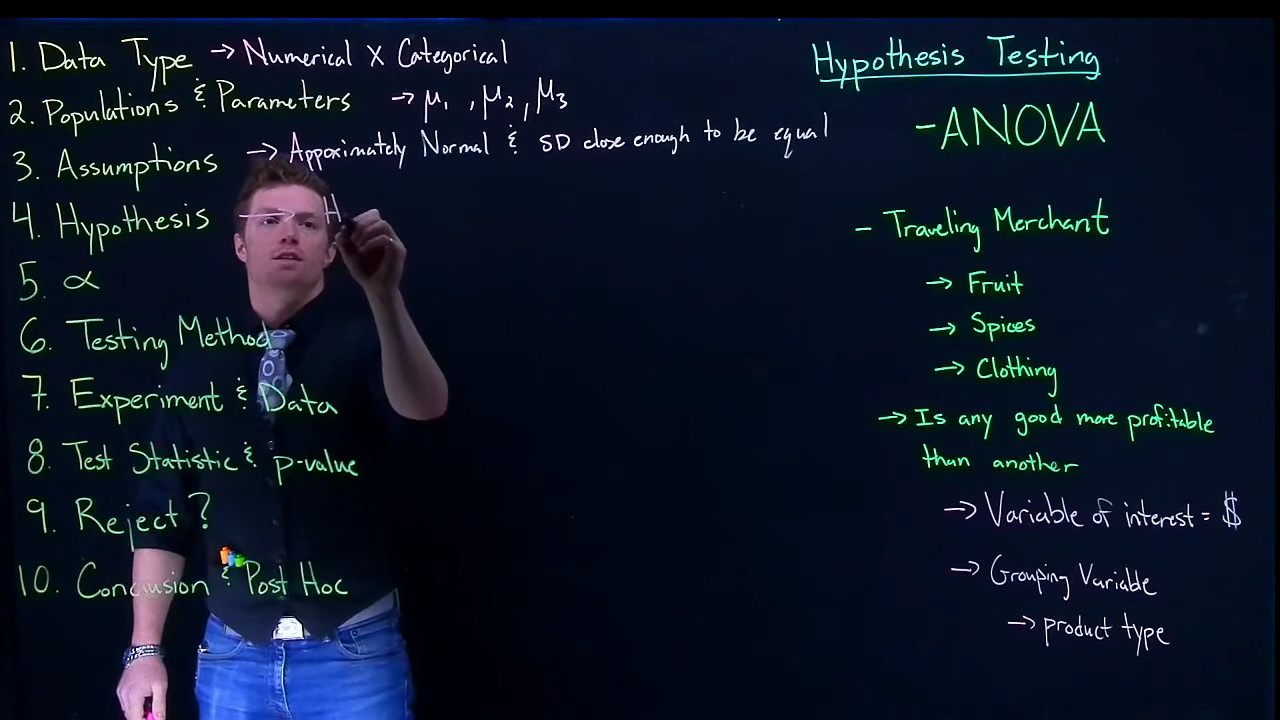 1. Data Type → Numerical X Categorical
2. Populations & Parameters → μ₁, μ₂, μ₃
3. Assumptions → Appoximately Normal & SD close enough to be equal
4. Hypothesis → H
5. α
6. Testing Method
7. Experiment & Data
8. Test Statistic & p-value
9. Reject?
10. Conclusion & Post Hoc
Hypothesis Testing
- ANOVA
- Traveling Merchant
→ Fruit
→ Spices
→ Clothing
→ Is any good more profitable
than another
→ Variable of interest = $
→ Grouping Variable
→ product type